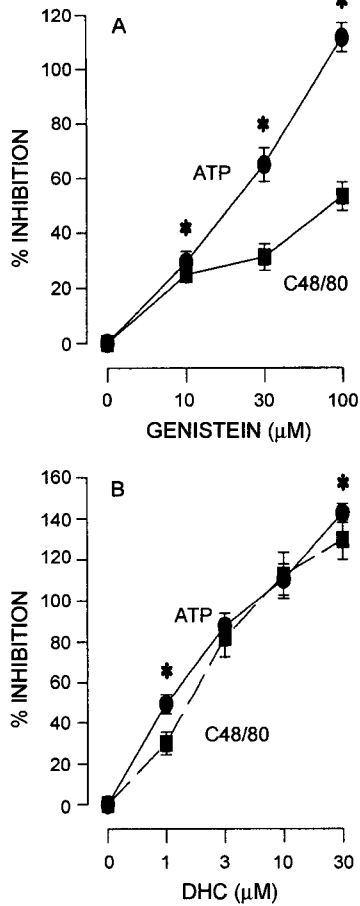 A
120
100
80
60
40
20
0
% INHIBITION
*
*
*
ATP
C48/80
0 10 30 100
GENISTEIN (µM)
B
160
140
120
100
80
60
40
20
0
% INHIBITION
*
*
ATP
C48/80
0 1 3 10 30
DHC (µM)